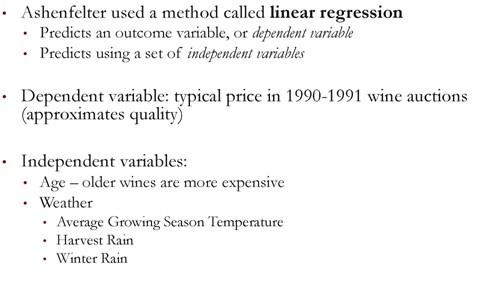 • Ashenfelter used a method called linear regression
• Predicts an outcome variable, or dependent variable
• Predicts using a set of independent variables
• Dependent variable: typical price in 1990-1991 wine auctions
(approximates quality)
• Independent variables:
• Age – older wines are more expensive
• Weather
• Average Growing Season Temperature
• Harvest Rain
• Winter Rain